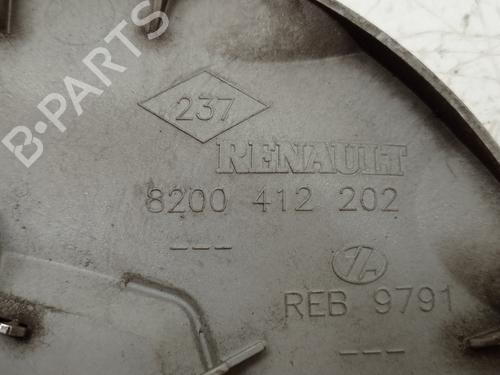 B-PARTS
237
RENAULT
8200 412 202
---
REB 9791
---